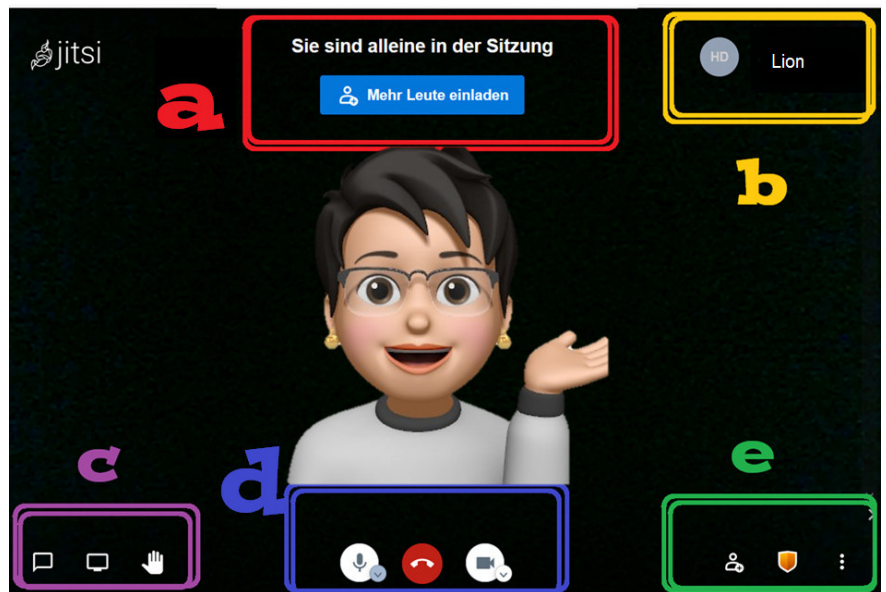 jitsi
Sie sind alleine in der Sitzung
Mehr Leute einladen
HD
Lion
a
b
c
d
e